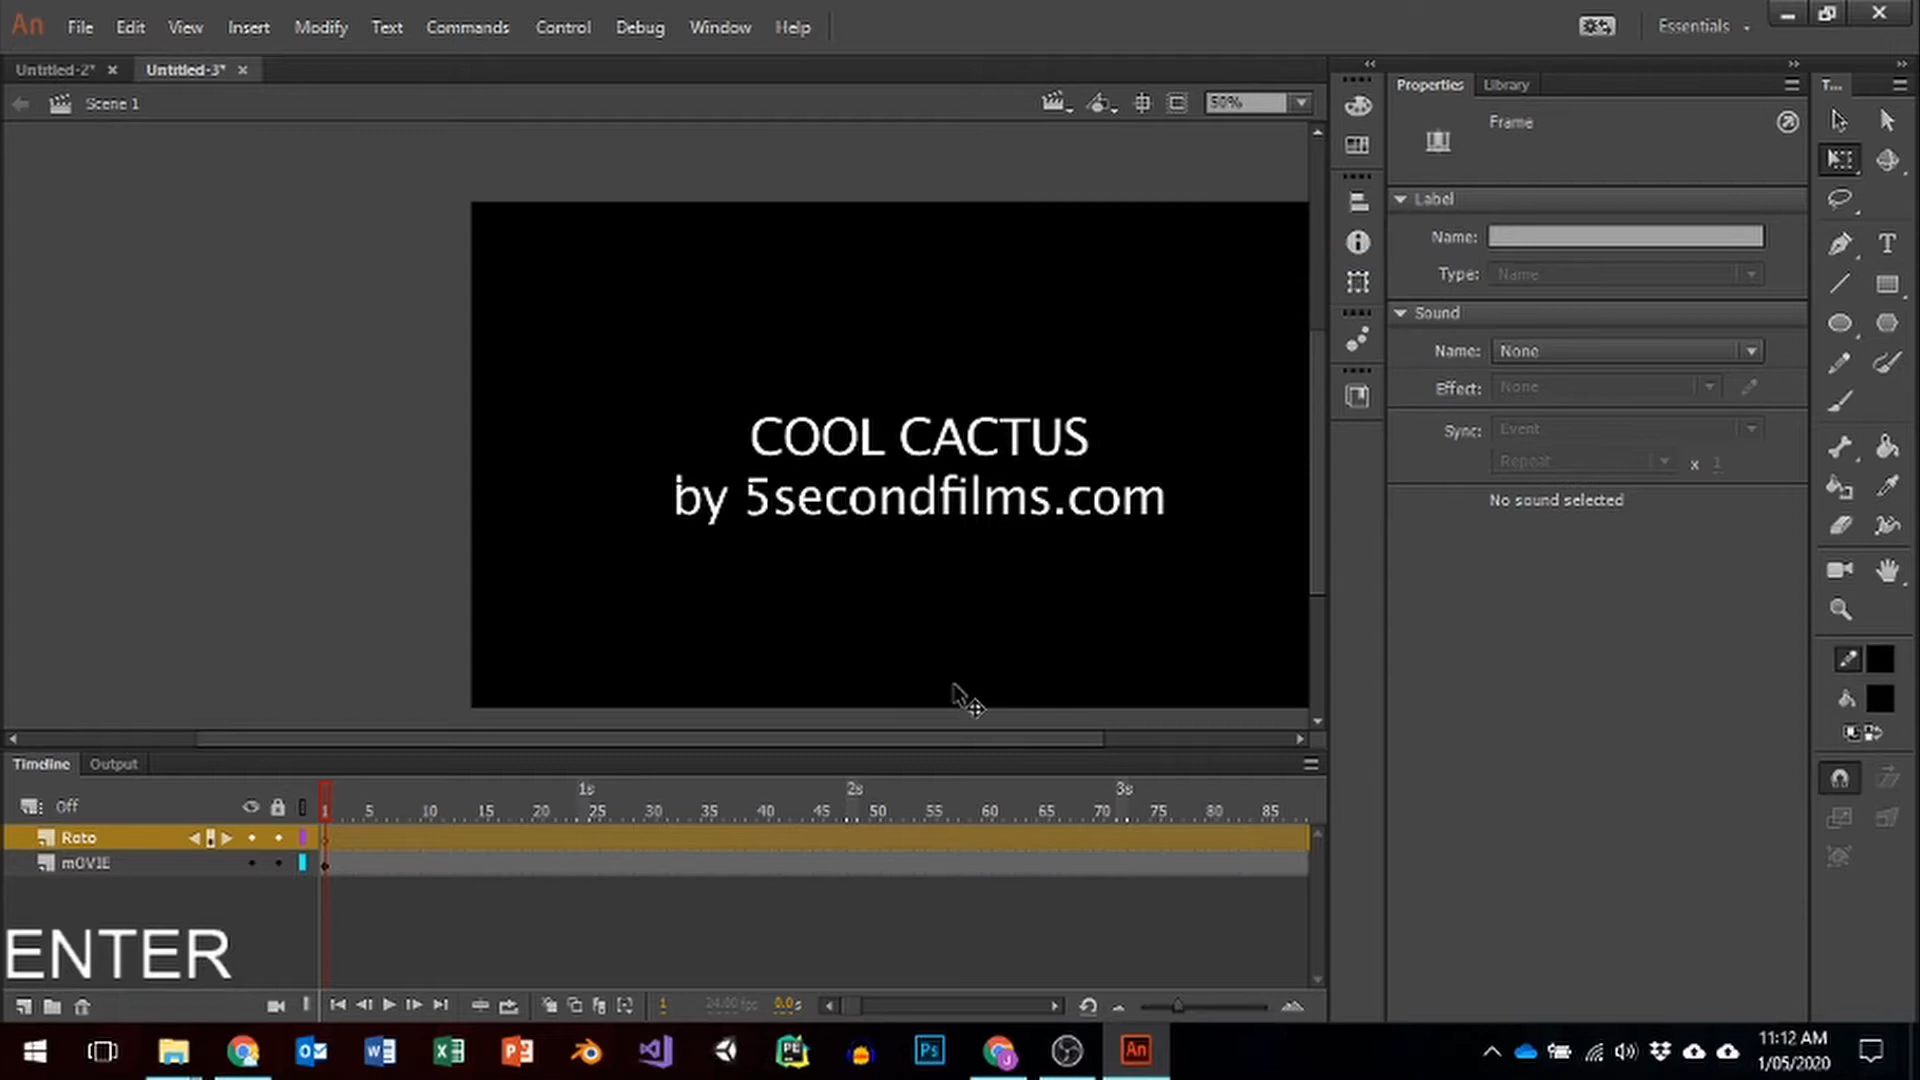 An File Edit View Insert Modify Text Commands Control Debug Window Help Essentials
Untitled-2* × Untitled-3* ×
Scene 1 50%
Properties Library T...
Frame
Label
Name:
Type: Name
Sound
Name: None
Effect: None
Sync: Event
Repeat x 1
No sound selected
COOL CACTUS
by 5secondfilms.com
Timeline Output
1s 2s 3s
Off 1 5 10 15 20 25 30 35 40 45 50 55 60 65 70 75 80 85
Roto
mOVIE
ENTER
1 24.00 fps 0.0s
Ps An
11:12 AM
1/05/2020